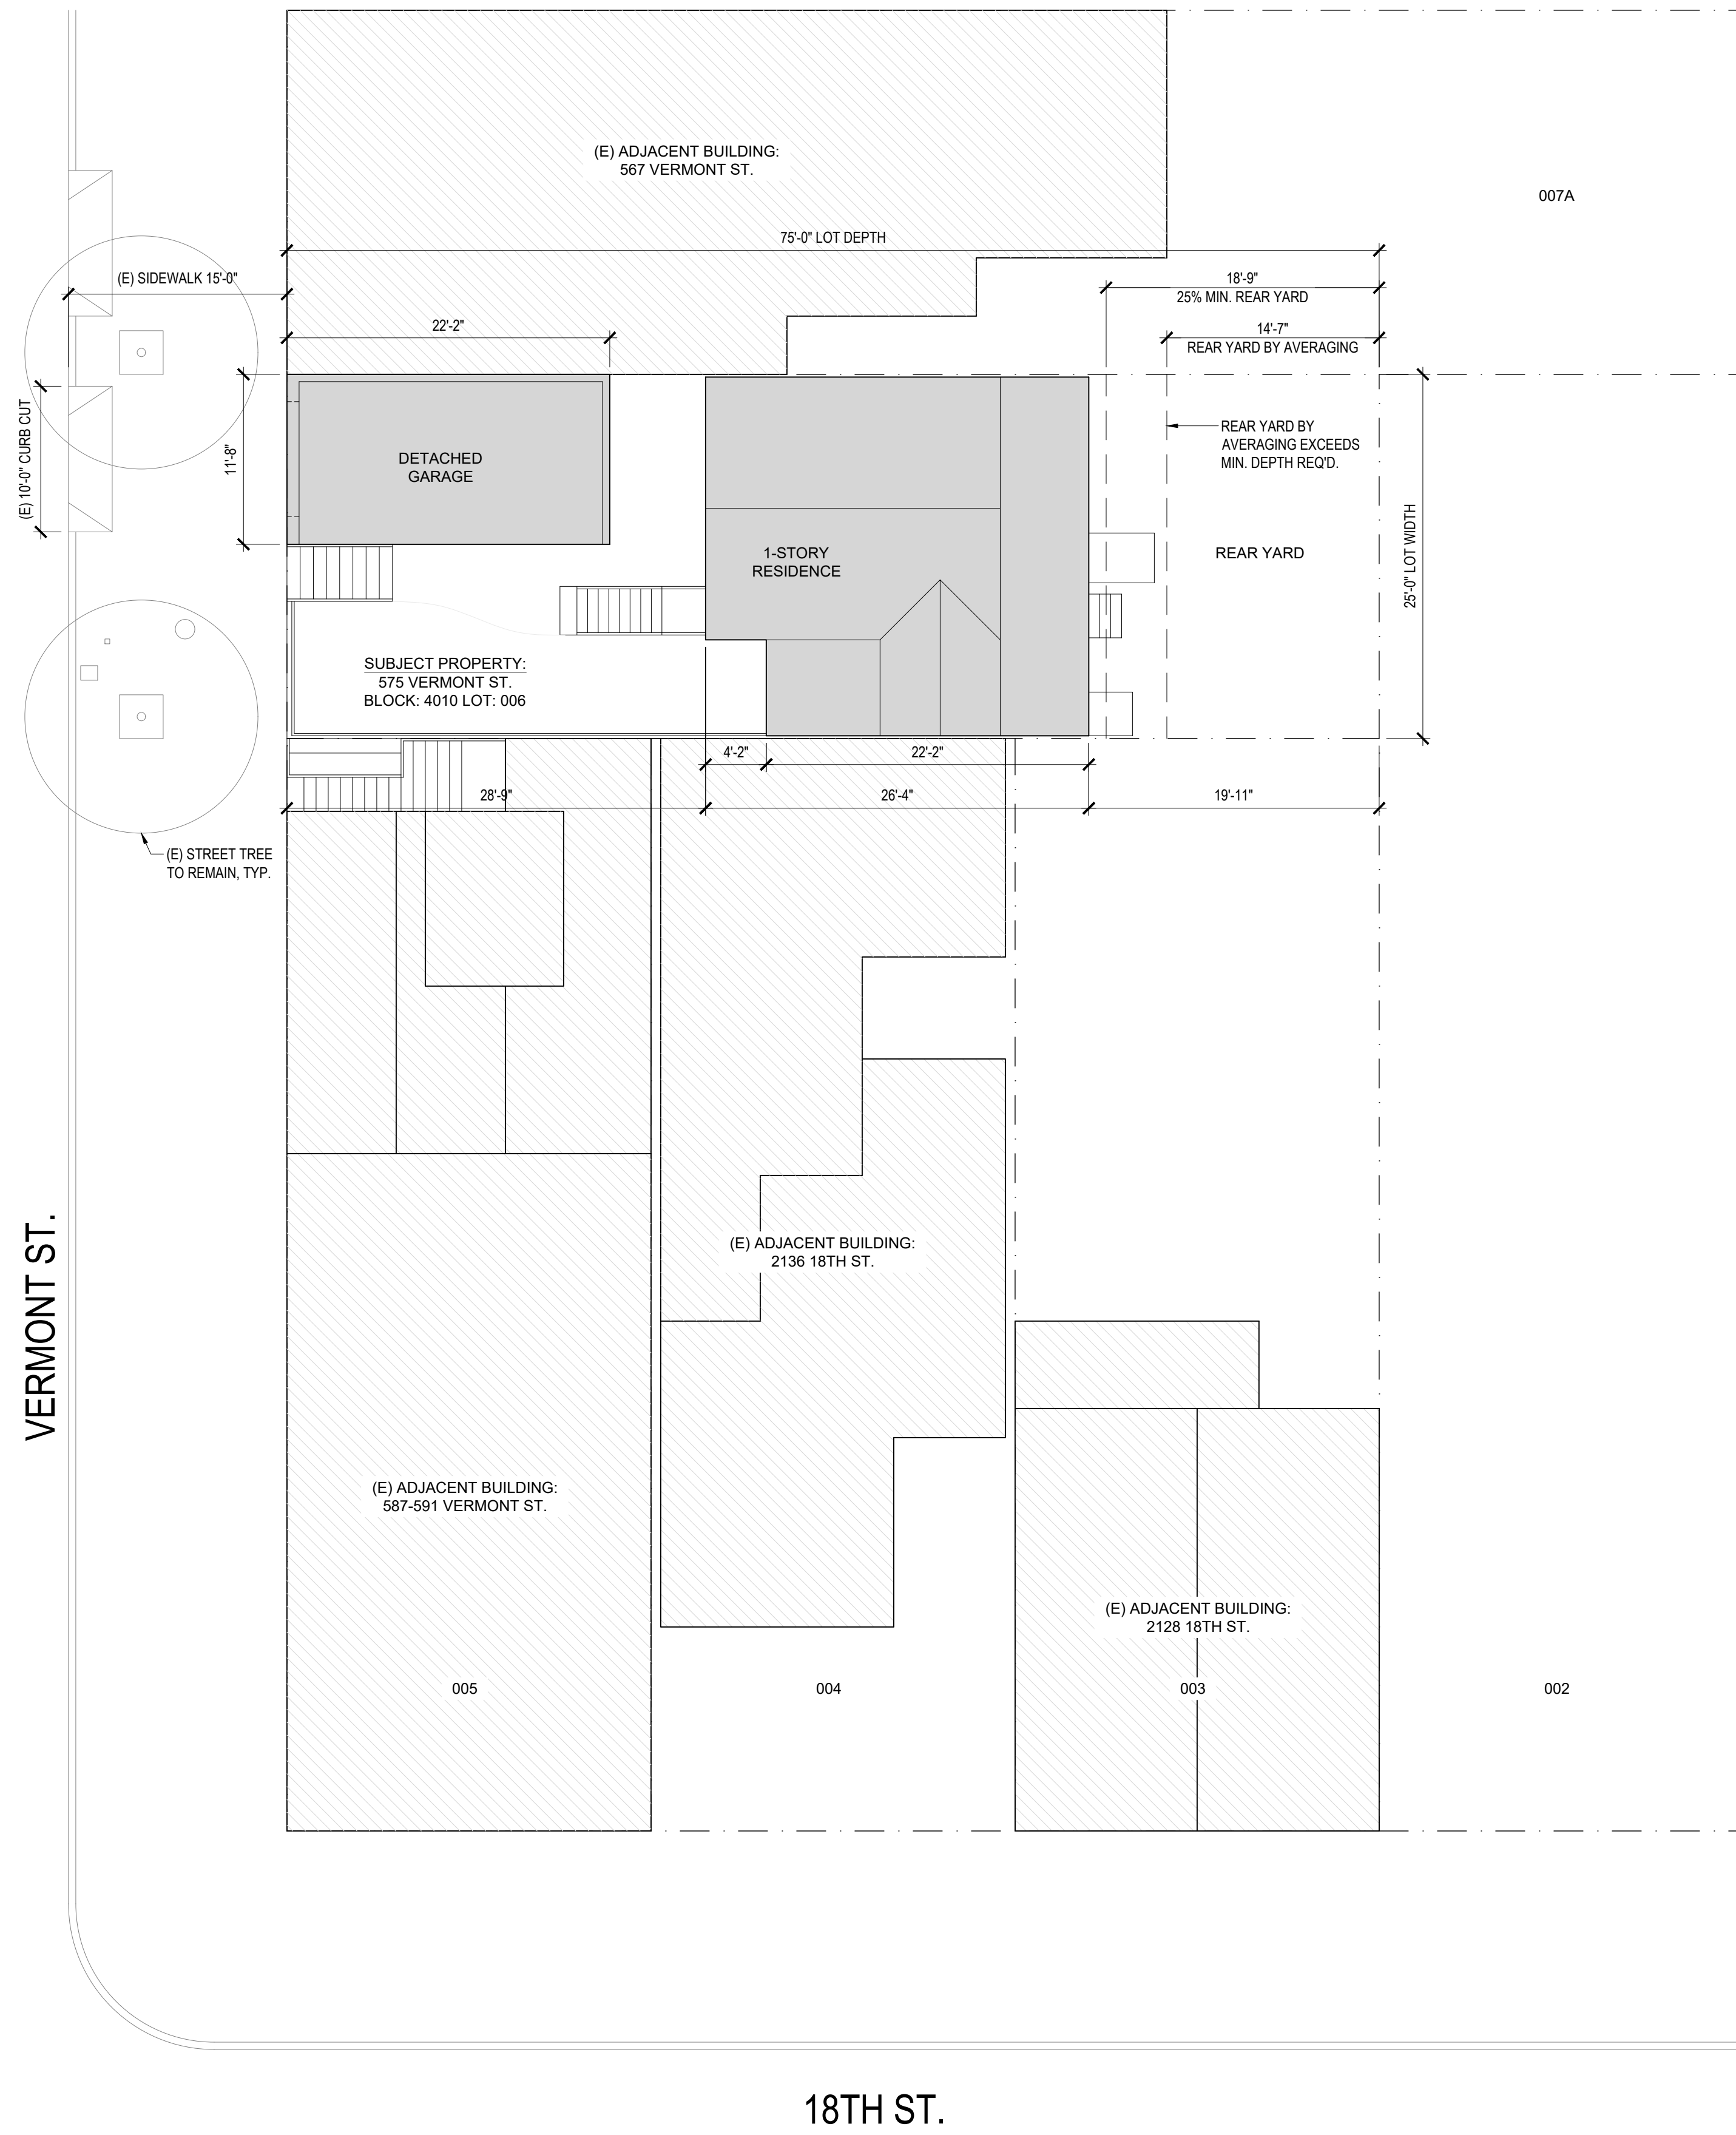 (E) ADJACENT BUILDING:
567 VERMONT ST.
007A
75'-0" LOT DEPTH
(E) SIDEWALK 15'-0"
18'-9"
25% MIN. REAR YARD
22'-2"
14'-7"
REAR YARD BY AVERAGING
(E) 10'-0" CURB CUT
11'-8"
DETACHED
GARAGE
REAR YARD BY
AVERAGING EXCEEDS
MIN. DEPTH REQ'D.
25'-0" LOT WIDTH
1-STORY
RESIDENCE
REAR YARD
SUBJECT PROPERTY:
575 VERMONT ST.
BLOCK: 4010 LOT: 006
4'-2"
22'-2"
28'-9"
26'-4"
19'-11"
(E) STREET TREE
TO REMAIN, TYP.
VERMONT ST.
(E) ADJACENT BUILDING:
2136 18TH ST.
(E) ADJACENT BUILDING:
587-591 VERMONT ST.
(E) ADJACENT BUILDING:
2128 18TH ST.
005
004
003
002
18TH ST.